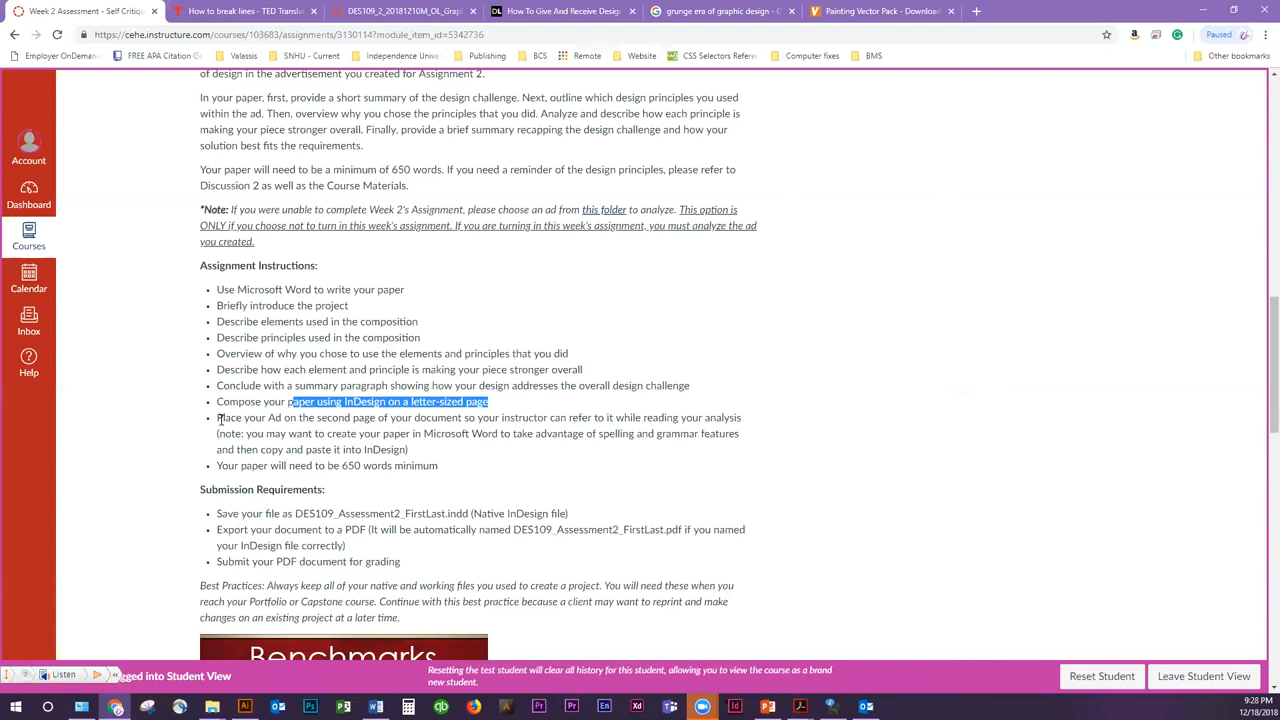 Week 2 Assessment - Self Critiqu
How to break lines - TED Transla
DES109_2_20181210M_OL_Graph
How To Give And Receive Design
grunge era of graphic design - G
Painting Vector Pack - Download
https://cehe.instructure.com/courses/103683/assignments/3130114?module_item_id=5342736
Paused
Employer OnDemand
FREE APA Citation Ge
Valassis
SNHU - Current
Independence Univer
Publishing
BCS
Remote
Website
CSS Selectors Refere
Computer fixes
BMS
Other bookmarks
Account
Dashboard
Courses
Calendar
Inbox
Help
of design in the advertisement you created for Assignment 2.
In your paper, first, provide a short summary of the design challenge. Next, outline which design principles you used
within the ad. Then, overview why you chose the principles that you did. Analyze and describe how each principle is
making your piece stronger overall. Finally, provide a brief summary recapping the design challenge and how your
solution best fits the requirements.
Your paper will need to be a minimum of 650 words. If you need a reminder of the design principles, please refer to
Discussion 2 as well as the Course Materials.
*Note: If you were unable to complete Week 2's Assignment, please choose an ad from this folder to analyze. This option is
ONLY if you choose not to turn in this week's assignment. If you are turning in this week's assignment, you must analyze the ad
you created.
Assignment Instructions:
• Use Microsoft Word to write your paper
• Briefly introduce the project
• Describe elements used in the composition
• Describe principles used in the composition
• Overview of why you chose to use the elements and principles that you did
• Describe how each element and principle is making your piece stronger overall
• Conclude with a summary paragraph showing how your design addresses the overall design challenge
• Compose your paper using InDesign on a letter-sized page
• Place your Ad on the second page of your document so your instructor can refer to it while reading your analysis
(note: you may want to create your paper in Microsoft Word to take advantage of spelling and grammar features
and then copy and paste it into InDesign)
• Your paper will need to be 650 words minimum
Submission Requirements:
• Save your file as DES109_Assessment2_FirstLast.indd (Native InDesign file)
• Export your document to a PDF (It will be automatically named DES109_Assessment2_FirstLast.pdf if you named
your InDesign file correctly)
• Submit your PDF document for grading
Best Practices: Always keep all of your native and working files you used to create a project. You will need these when you
reach your Portfolio or Capstone course. Continue with this best practice because a client may want to reprint and make
changes on an existing project at a later time.
Benchmarks
Listen
gged into Student View
Resetting the test student will clear all history for this student, allowing you to view the course as a brand
new student.
Reset Student
Leave Student View
9:28 PM
12/18/2018